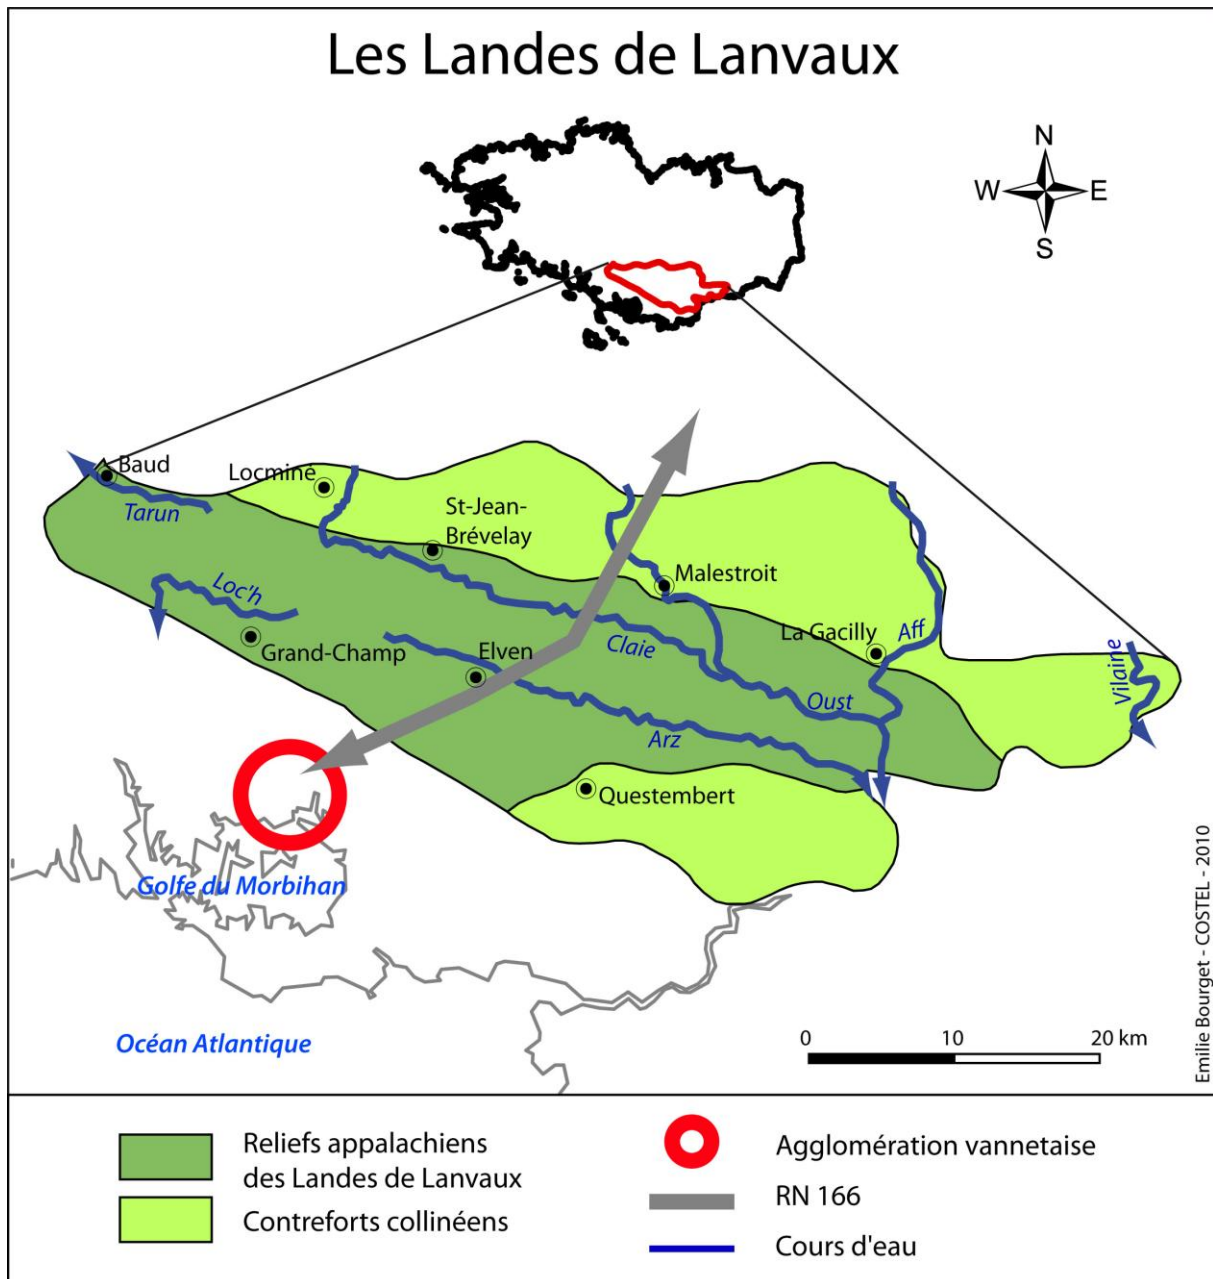 Les Landes de Lanvaux
N
W
E
S
Baud
Locminé
Tarun
St-Jean-
Brévelay
Malestroit
Loc'h
Grand-Champ
Elven
Claie
La Gacilly
Aff
Vilaine
Oust
Arz
Questembert
Golfe du Morbihan
Océan Atlantique
0
10
20 km
Emilie Bourget - COSTEL - 2010
Reliefs appalachiens
des Landes de Lanvaux
Contreforts collinéens
Agglomération vannetaise
RN 166
Cours d'eau